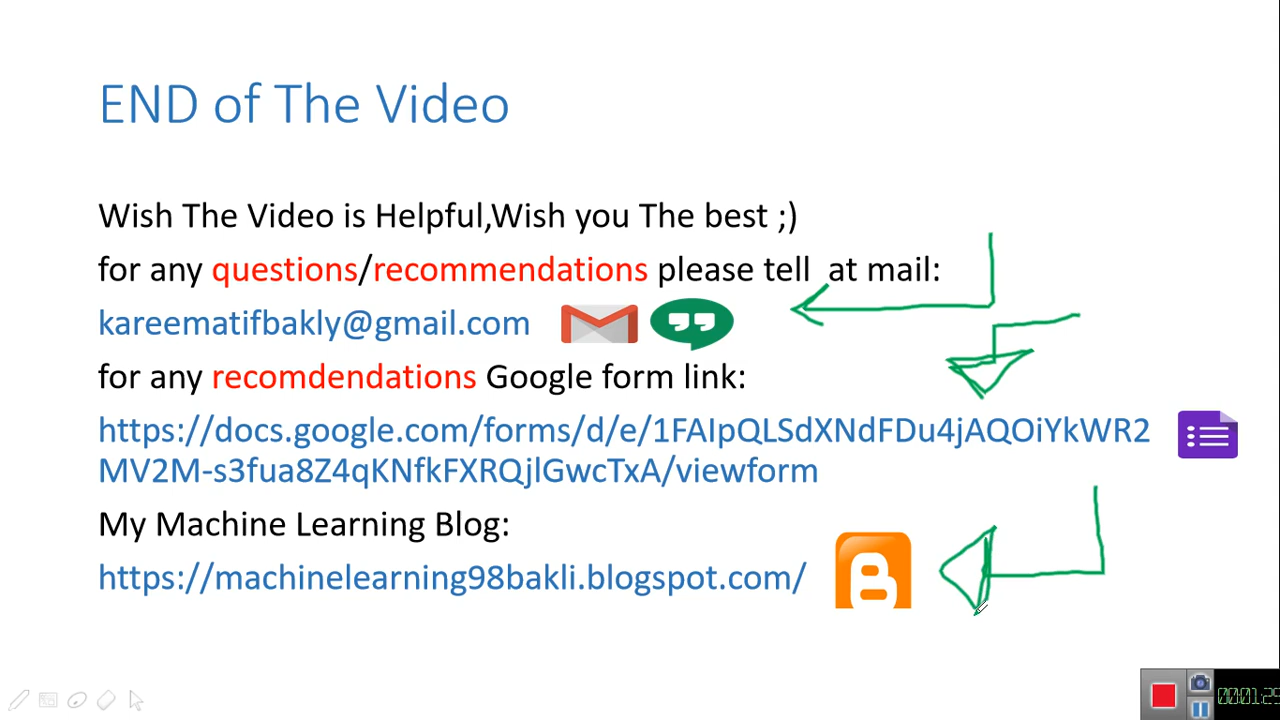 END of The Video
Wish The Video is Helpful,Wish you The best ;)
for any questions/recommendations please tell  at mail:
kareematifbakly@gmail.com
for any recomdendations Google form link:
https://docs.google.com/forms/d/e/1FAIpQLSdXNdFDu4jAQOiYkWR2
MV2M-s3fua8Z4qKNfkFXRQjlGwcTxA/viewform
My Machine Learning Blog:
https://machinelearning98bakli.blogspot.com/